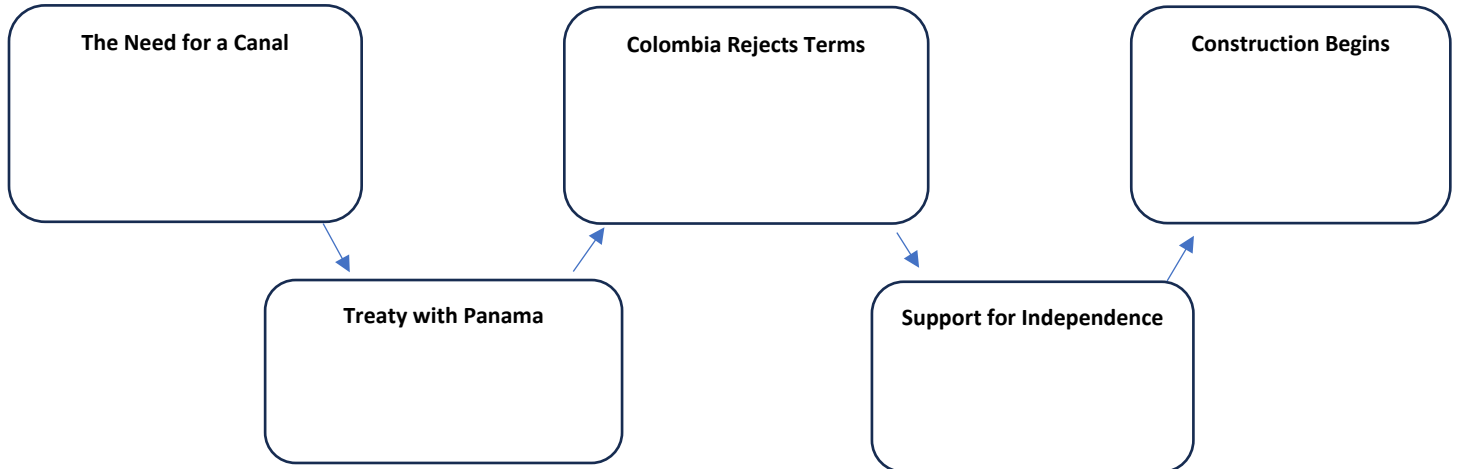 The Need for a Canal
Treaty with Panama
Colombia Rejects Terms
Support for Independence
Construction Begins